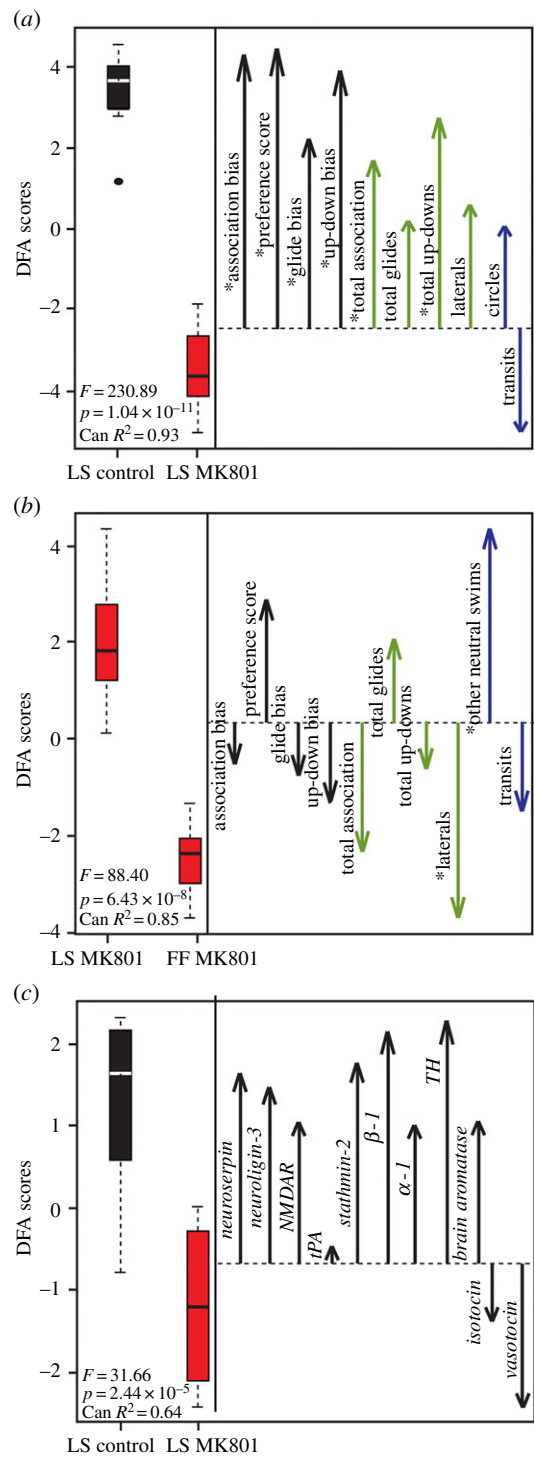 (a)
4
2
0
−2
−4
DFA scores
*association bias
*preference score
*glide bias
*up-down bias
*total association
total glides
*total up-downs
laterals
circles
transits
F = 230.89
p = 1.04 × 10⁻¹¹
Can R² = 0.93
LS control LS MK801
(b)
4
2
0
−2
−4
DFA scores
association bias
preference score
glide bias
up-down bias
total association
total glides
total up-downs
*laterals
*other neutral swims
transits
F = 88.40
p = 6.43 × 10⁻⁸
Can R² = 0.85
LS MK801 FF MK801
(c)
2
1
0
−1
−2
DFA scores
neuroserpin
neuroligin-3
NMDAR
tPA
stathmin-2
β-1
α-1
TH
brain aromatase
isotocin
vasotocin
F = 31.66
p = 2.44 × 10⁻⁵
Can R² = 0.64
LS control LS MK801